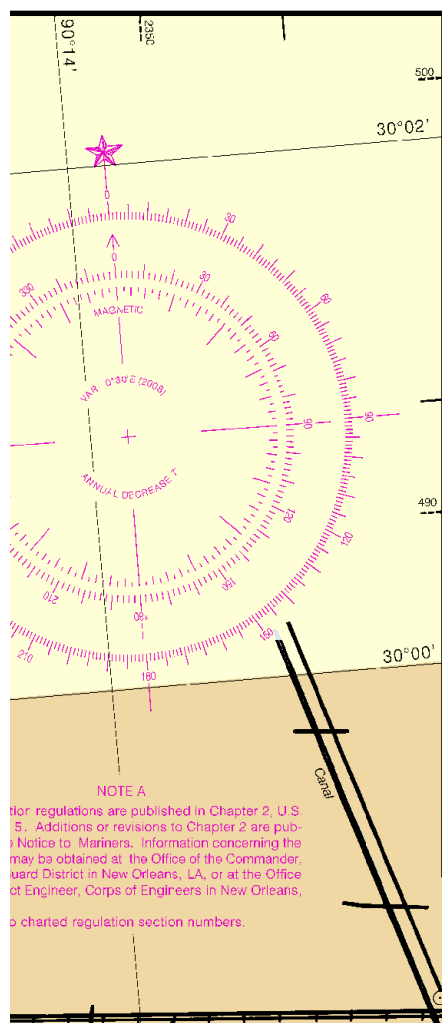 90°14'
2350
500
30°02'
0
30
0
330
30
60
MAGNETIC
60
VAR 0°30'E (2008)
90
90
ANNUAL DECREASE 7'
490
120
120
150
210
180
150
210
180
30°00'
Canal
NOTE A
regulations are published in Chapter 2, U.S.
5. Additions or revisions to Chapter 2 are pub-
Notice to Mariners. Information concerning the
may be obtained at the Office of the Commander,
uard District in New Orleans, LA, or at the Office
ct Engineer, Corps of Engineers in New Orleans,
o charted regulation section numbers.